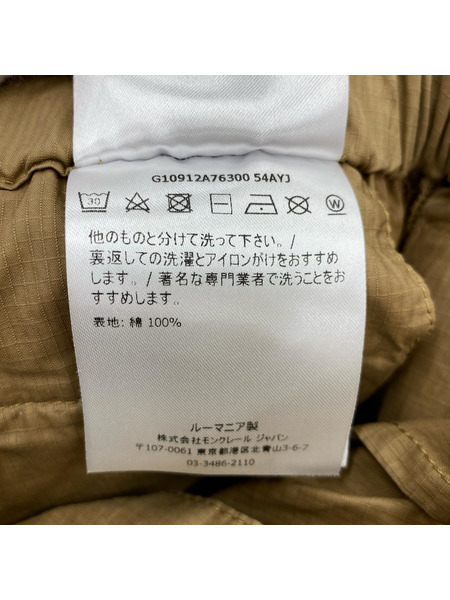 G10912A76300 54AYJ
30
W
他のものと分けて洗って下さい。/
裏返しての洗濯とアイロンがけをおすすめ
します。/著名な専門業者で洗うことをお
すすめします。
表地: 綿 100%
ルーマニア製
株式会社モンクレール ジャパン
〒107-0061 東京都港区北青山3-6-7
03-3486-2110